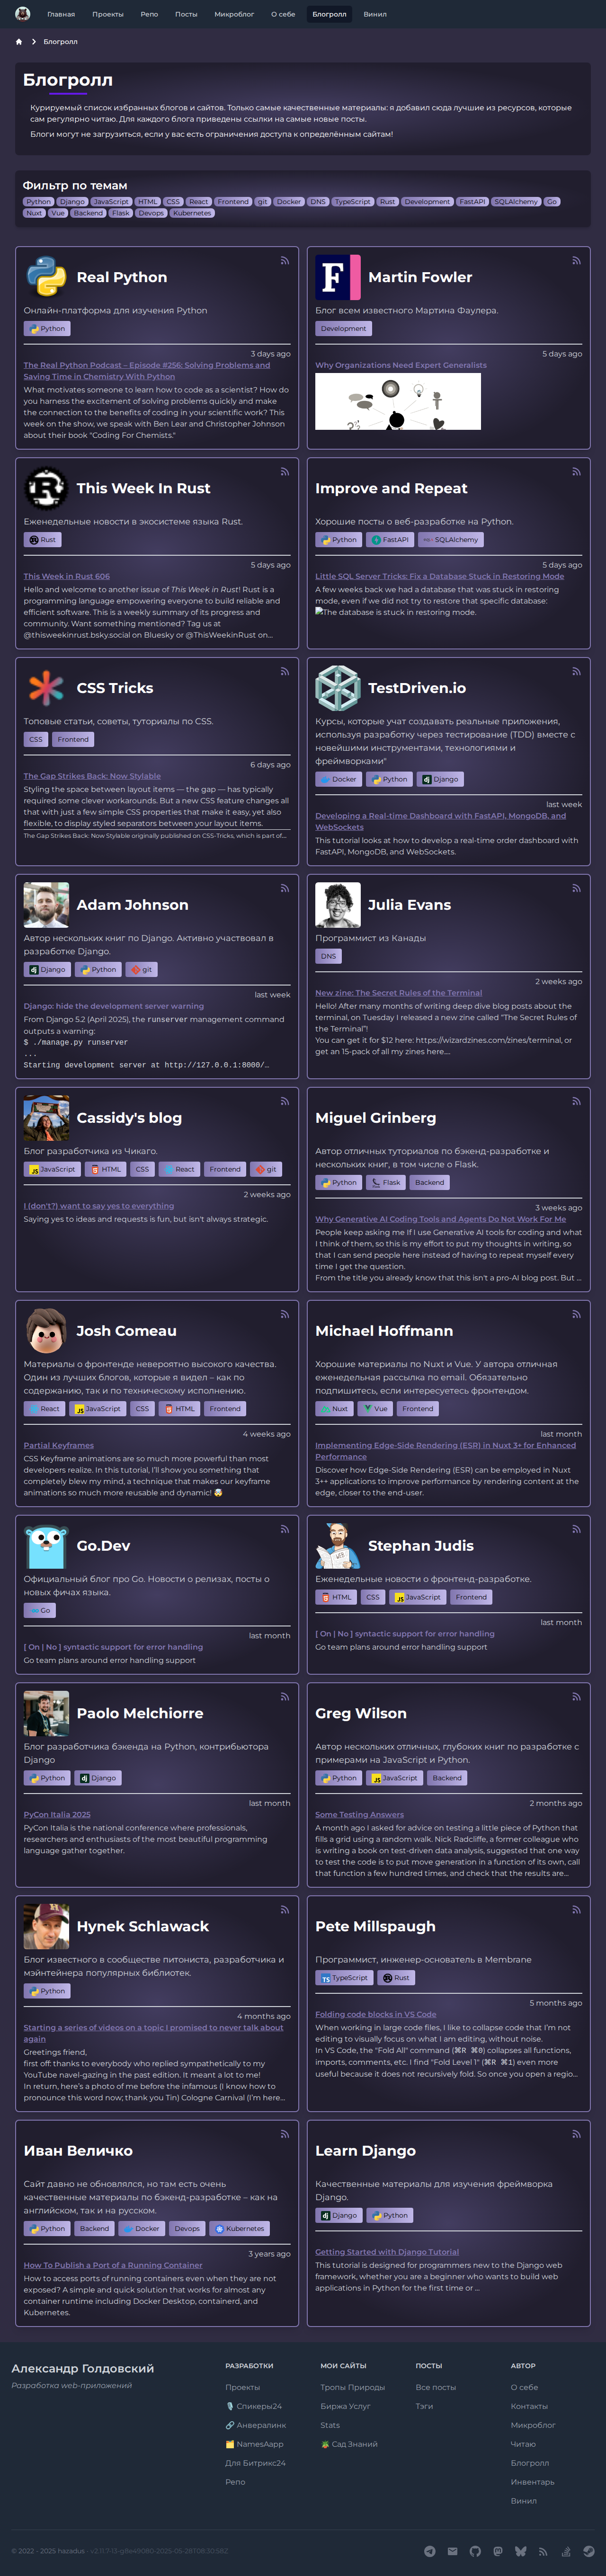 Главная Проекты Репо Посты Микроблог О себе Блогролл Винил
Блогролл
Блогролл
Курируемый список избранных блогов и сайтов. Только самые качественные материалы: я добавил сюда лучшие из ресурсов, которые
сам регулярно читаю. Для каждого блога приведены ссылки на самые новые посты.
Блоги могут не загрузиться, если у вас есть ограничения доступа к определённым сайтам!
Фильтр по темам
Python Django JavaScript HTML CSS React Frontend git Docker DNS TypeScript Rust Development FastAPI SQLAlchemy Go
Nuxt Vue Backend Flask Devops Kubernetes
Real Python
Онлайн-платформа для изучения Python
Python
3 days ago
The Real Python Podcast – Episode #256: Solving Problems and
Saving Time in Chemistry With Python
What motivates someone to learn how to code as a scientist? How do
you harness the excitement of solving problems quickly and make
the connection to the benefits of coding in your scientific work? This
week on the show, we speak with Ben Lear and Christopher Johnson
about their book "Coding For Chemists."
F
Martin Fowler
Блог всем известного Мартина Фаулера.
Development
5 days ago
Why Organizations Need Expert Generalists
This Week In Rust
Еженедельные новости в экосистеме языка Rust.
Rust
5 days ago
This Week in Rust 606
Hello and welcome to another issue of This Week in Rust! Rust is a
programming language empowering everyone to build reliable and
efficient software. This is a weekly summary of its progress and
community. Want something mentioned? Tag us at
@thisweekinrust.bsky.social on Bluesky or @ThisWeekinRust on…
Improve and Repeat
Хорошие посты о веб-разработке на Python.
Python FastAPI SQLAlchemy
5 days ago
Little SQL Server Tricks: Fix a Database Stuck in Restoring Mode
A few weeks back we had a database that was stuck in restoring
mode, even if we did not try to restore that specific database:
The database is stuck in restoring mode.
CSS Tricks
Топовые статьи, советы, туториалы по CSS.
CSS Frontend
6 days ago
The Gap Strikes Back: Now Stylable
Styling the space between layout items — the gap — has typically
required some clever workarounds. But a new CSS feature changes all
that with just a few simple CSS properties that make it easy, yet also
flexible, to display styled separators between your layout items.
The Gap Strikes Back: Now Stylable originally published on CSS-Tricks, which is part of…
TestDriven.io
Курсы, которые учат создавать реальные приложения,
используя разработку через тестирование (TDD) вместе с
новейшими инструментами, технологиями и
фреймворками"
Docker Python Django
last week
Developing a Real-time Dashboard with FastAPI, MongoDB, and
WebSockets
This tutorial looks at how to develop a real-time order dashboard with
FastAPI, MongoDB, and WebSockets.
Adam Johnson
Автор нескольких книг по Django. Активно участвовал в
разработке Django.
Django Python git
last week
Django: hide the development server warning
From Django 5.2 (April 2025), the runserver management command
outputs a warning:
$ ./manage.py runserver
...
Starting development server at http://127.0.0.1:8000/…
Julia Evans
Программист из Канады
DNS
2 weeks ago
New zine: The Secret Rules of the Terminal
Hello! After many months of writing deep dive blog posts about the
terminal, on Tuesday I released a new zine called "The Secret Rules of
the Terminal"!
You can get it for $12 here: https://wizardzines.com/zines/terminal, or
get an 15-pack of all my zines here.…
Cassidy's blog
Блог разработчика из Чикаго.
JavaScript HTML CSS React Frontend git
2 weeks ago
I (don't?) want to say yes to everything
Saying yes to ideas and requests is fun, but isn't always strategic.
Miguel Grinberg
Автор отличных туториалов по бэкенд-разработке и
нескольких книг, в том числе о Flask.
Python Flask Backend
3 weeks ago
Why Generative AI Coding Tools and Agents Do Not Work For Me
People keep asking me If I use Generative AI tools for coding and what
I think of them, so this is my effort to put my thoughts in writing, so
that I can send people here instead of having to repeat myself every
time I get the question.
From the title you already know that this isn't a pro-AI blog post. But …
Josh Comeau
Материалы о фронтенде невероятно высокого качества.
Один из лучших блогов, которые я видел – как по
содержанию, так и по техническому исполнению.
React JavaScript CSS HTML Frontend
4 weeks ago
Partial Keyframes
CSS Keyframe animations are so much more powerful than most
developers realize. In this tutorial, I'll show you something that
completely blew my mind, a technique that makes our keyframe
animations so much more reusable and dynamic! 🤯
Michael Hoffmann
Хорошие материалы по Nuxt и Vue. У автора отличная
еженедельная рассылка по email. Обязательно
подпишитесь, если интересуетесь фронтендом.
Nuxt Vue Frontend
last month
Implementing Edge-Side Rendering (ESR) in Nuxt 3+ for Enhanced
Performance
Discover how Edge-Side Rendering (ESR) can be employed in Nuxt
3++ applications to improve performance by rendering content at the
edge, closer to the end-user.
Go.Dev
Официальный блог про Go. Новости о релизах, посты о
новых фичах языка.
Go
last month
[ On | No ] syntactic support for error handling
Go team plans around error handling support
Stephan Judis
Еженедельные новости о фронтенд-разработке.
HTML CSS JavaScript Frontend
last month
[ On | No ] syntactic support for error handling
Go team plans around error handling support
Paolo Melchiorre
Блог разработчика бэкенда на Python, контрибьютора
Django
Python Django
last month
PyCon Italia 2025
PyCon Italia is the national conference where professionals,
researchers and enthusiasts of the most beautiful programming
language gather together.
Greg Wilson
Автор нескольких отличных, глубоких книг по разработке с
примерами на JavaScript и Python.
Python JavaScript Backend
2 months ago
Some Testing Answers
A month ago I asked for advice on testing a little piece of Python that
fills a grid using a random walk. Nick Radcliffe, a former colleague who
is writing a book on test-driven data analysis, suggested that one way
to test the code is to put move generation in a function of its own, call
that function a few hundred times, and check that the results are…
Hynek Schlawack
Блог известного в сообществе питониста, разработчика и
мэйнтейнера популярных библиотек.
Python
4 months ago
Starting a series of videos on a topic I promised to never talk about
again
Greetings friend,
first off: thanks to everybody who replied sympathetically to my
YouTube navel-gazing in the past edition. It meant a lot to me!
In return, here's a photo of me before the infamous (I know how to
pronounce this word now; thank you Tin) Cologne Carnival (I'm here…
Pete Millspaugh
Программист, инженер-основатель в Membrane
TypeScript Rust
5 months ago
Folding code blocks in VS Code
When working in large code files, I like to collapse code that I'm not
editing to visually focus on what I am editing, without noise.
In VS Code, the "Fold All" command (⌘R ⌘0) collapses all functions,
imports, comments, etc. I find "Fold Level 1" (⌘R ⌘1) even more
useful because it does not recursively fold. So once you open a regio…
Иван Величко
Сайт давно не обновлялся, но там есть очень
качественные материалы по бэкенд-разработке – как на
английском, так и на русском.
Python Backend Docker Devops Kubernetes
3 years ago
How To Publish a Port of a Running Container
How to access ports of running containers even when they are not
exposed? A simple and quick solution that works for almost any
container runtime including Docker Desktop, containerd, and
Kubernetes.
Learn Django
Качественные материалы для изучения фреймворка
Django.
Django Python
Getting Started with Django Tutorial
This tutorial is designed for programmers new to the Django web
framework, whether you are a beginner who wants to build web
applications in Python for the first time or …
Александр Голдовский
Разработка web-приложений
РАЗРАБОТКИ
Проекты
🎙️ Спикеры24
🔗 Анвералинк
🗂️ NamesAapp
Для Битрикс24
Репо
МОИ САЙТЫ
Тропы Природы
Биржа Услуг
Stats
🪴 Сад Знаний
ПОСТЫ
Все посты
Тэги
АВТОР
О себе
Контакты
Микроблог
Читаю
Блогролл
Инвентарь
Винил
© 2022 - 2025 hazadus